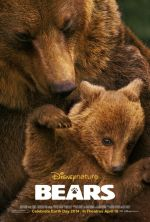 Disneynature
BEARS
Celebrate Earth Day 2014 In Theatres April 18